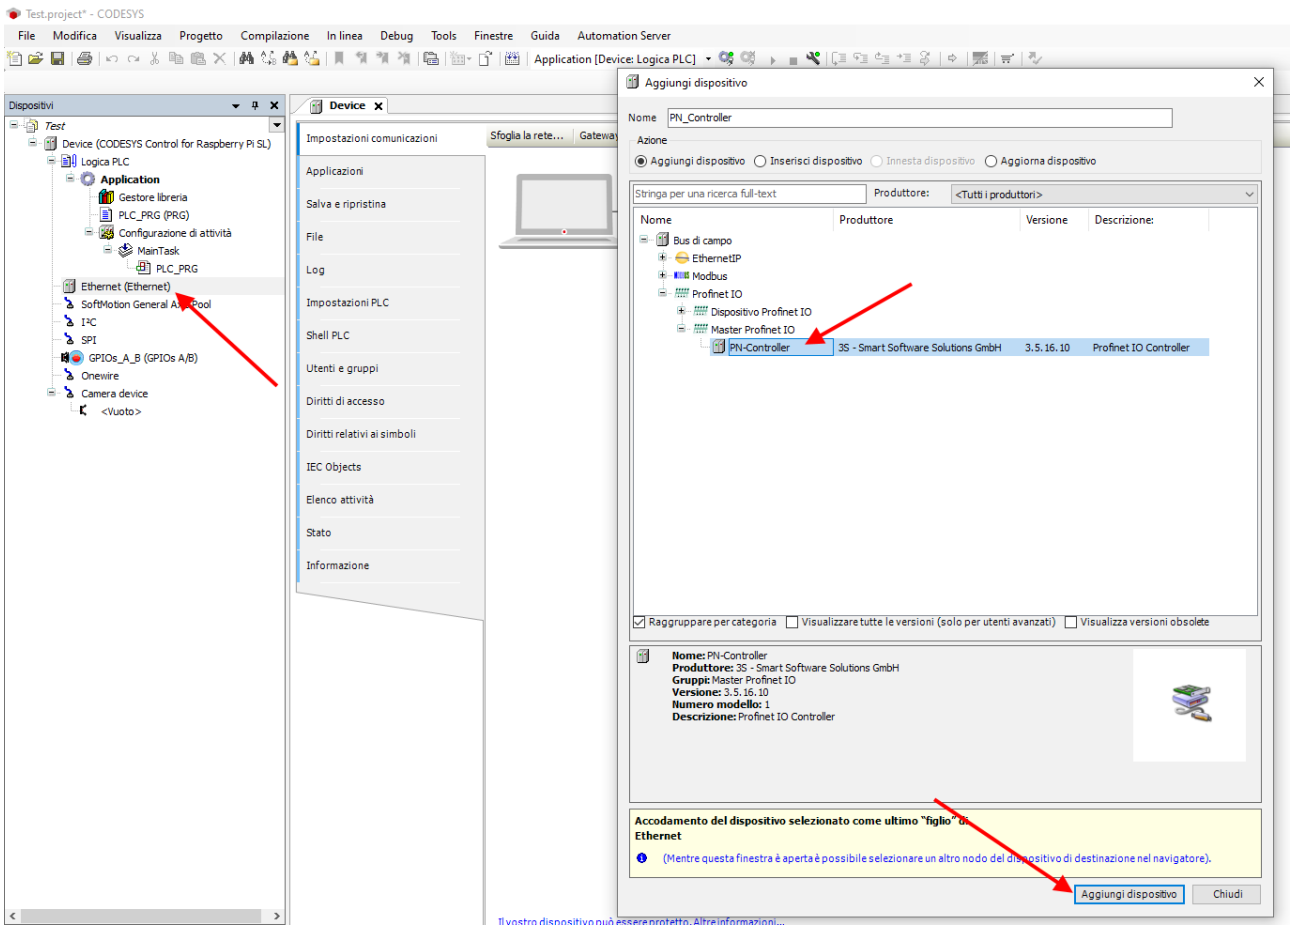 Test.project* - CODESYS
File Modifica Visualizza Progetto Compilazione In linea Debug Tools Finestre Guida Automation Server
Application [Device: Logica PLC]
Dispositivi
Test
Device (CODESYS Control for Raspberry Pi SL)
Logica PLC
Application
Gestore libreria
PLC_PRG (PRG)
Configurazione di attività
MainTask
PLC_PRG
Ethernet (Ethernet)
SoftMotion General Axis Pool
I²C
SPI
GPIOs_A_B (GPIOs A/B)
Onewire
Camera device
<Vuoto>
Device
Impostazioni comunicazioni
Applicazioni
Salva e ripristina
File
Log
Impostazioni PLC
Shell PLC
Utenti e gruppi
Diritti di accesso
Diritti relativi ai simboli
IEC Objects
Elenco attività
Stato
Informazione
Sfoglia la rete... Gateway
Il vostro dispositivo può essere protetto. Altre informazioni...
Aggiungi dispositivo
Nome PN_Controller
Azione
Aggiungi dispositivo Inserisci dispositivo Innesta dispositivo Aggiorna dispositivo
Stringa per una ricerca full-text Produttore: <Tutti i produttori>
Nome Produttore Versione Descrizione:
Bus di campo
EthernetIP
Modbus
Profinet IO
Dispositivo Profinet IO
Master Profinet IO
PN-Controller 3S - Smart Software Solutions GmbH 3.5.16.10 Profinet IO Controller
Raggruppare per categoria Visualizzare tutte le versioni (solo per utenti avanzati) Visualizza versioni obsolete
Nome: PN-Controller
Produttore: 3S - Smart Software Solutions GmbH
Gruppi: Master Profinet IO
Versione: 3.5.16.10
Numero modello: 1
Descrizione: Profinet IO Controller
Accodamento del dispositivo selezionato come ultimo "figlio" di
Ethernet
(Mentre questa finestra è aperta è possibile selezionare un altro nodo del dispositivo di destinazione nel navigatore).
Aggiungi dispositivo Chiudi